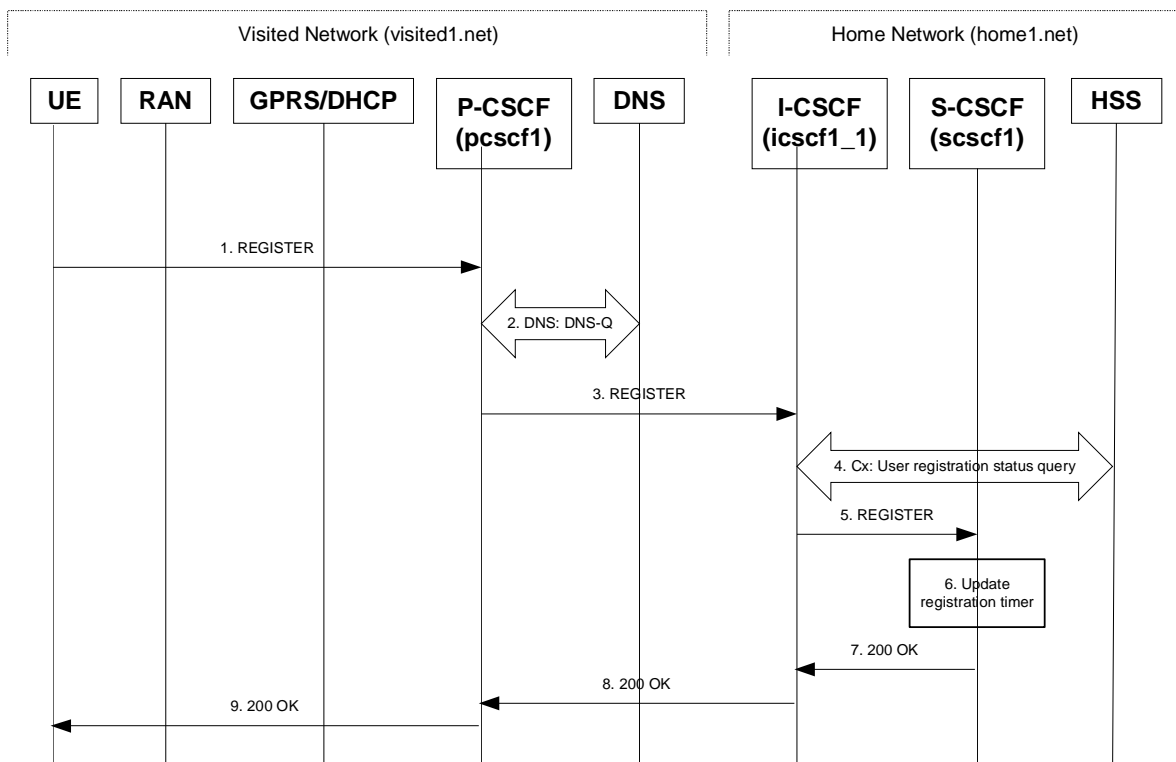 Visited Network (visited1.net)
Home Network (home1.net)
UE
RAN
GPRS/DHCP
P-CSCF
(pcscf1)
DNS
I-CSCF
(icscf1_1)
S-CSCF
(scscf1)
HSS
1. REGISTER
2. DNS: DNS-Q
3. REGISTER
4. Cx: User registration status query
5. REGISTER
6. Update
registration timer
7. 200 OK
8. 200 OK
9. 200 OK